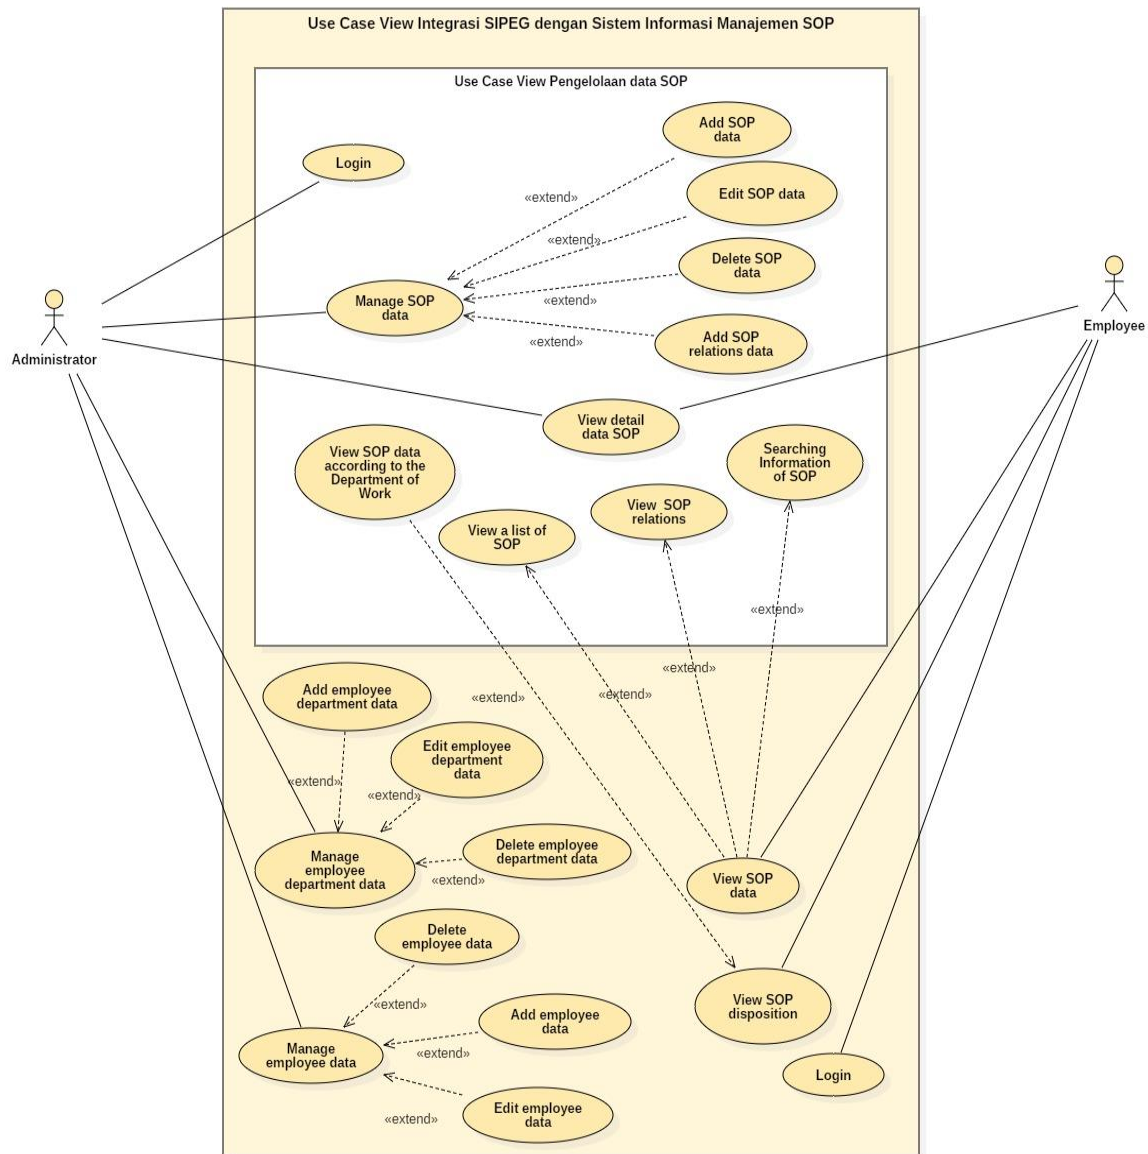 Use Case View Integrasi SIPEG dengan Sistem Informasi Manajemen SOP
Use Case View Pengelolaan data SOP
Add SOP
data
Login
Edit SOP data
«extend»
«extend»
Delete SOP
data
Manage SOP
data
«extend»
Add SOP
relations data
«extend»
Administrator
Employee
View detail
data SOP
View SOP data
according to the
Department of
Work
Searching
Information
of SOP
View  SOP
relations
View a list of
SOP
«extend»
«extend»
«extend»
«extend»
Add employee
department data
Edit employee
department
data
«extend»
«extend»
Delete employee
department data
Manage
employee
department data
«extend»
View SOP
data
Delete
employee data
«extend»
View SOP
disposition
Add employee
data
Manage
employee data
«extend»
Login
Edit employee
data
«extend»